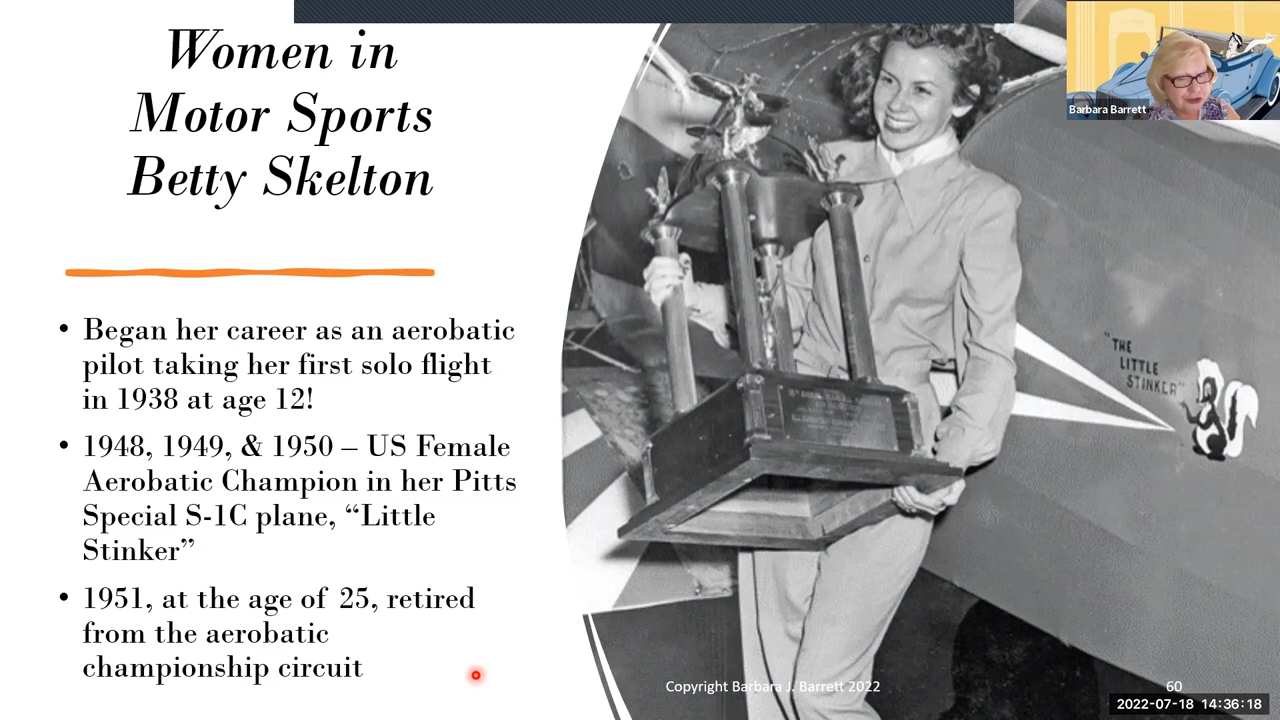 Women in
Motor Sports
Betty Skelton
• Began her career as an aerobatic
pilot taking her first solo flight
in 1938 at age 12!
• 1948, 1949, & 1950 – US Female
Aerobatic Champion in her Pitts
Special S-1C plane, “Little
Stinker”
• 1951, at the age of 25, retired
from the aerobatic
championship circuit
Barbara Barrett
"THE
LITTLE
STINKER"
Copyright Barbara J. Barrett 2022
60
2022-07-18 14:36:18